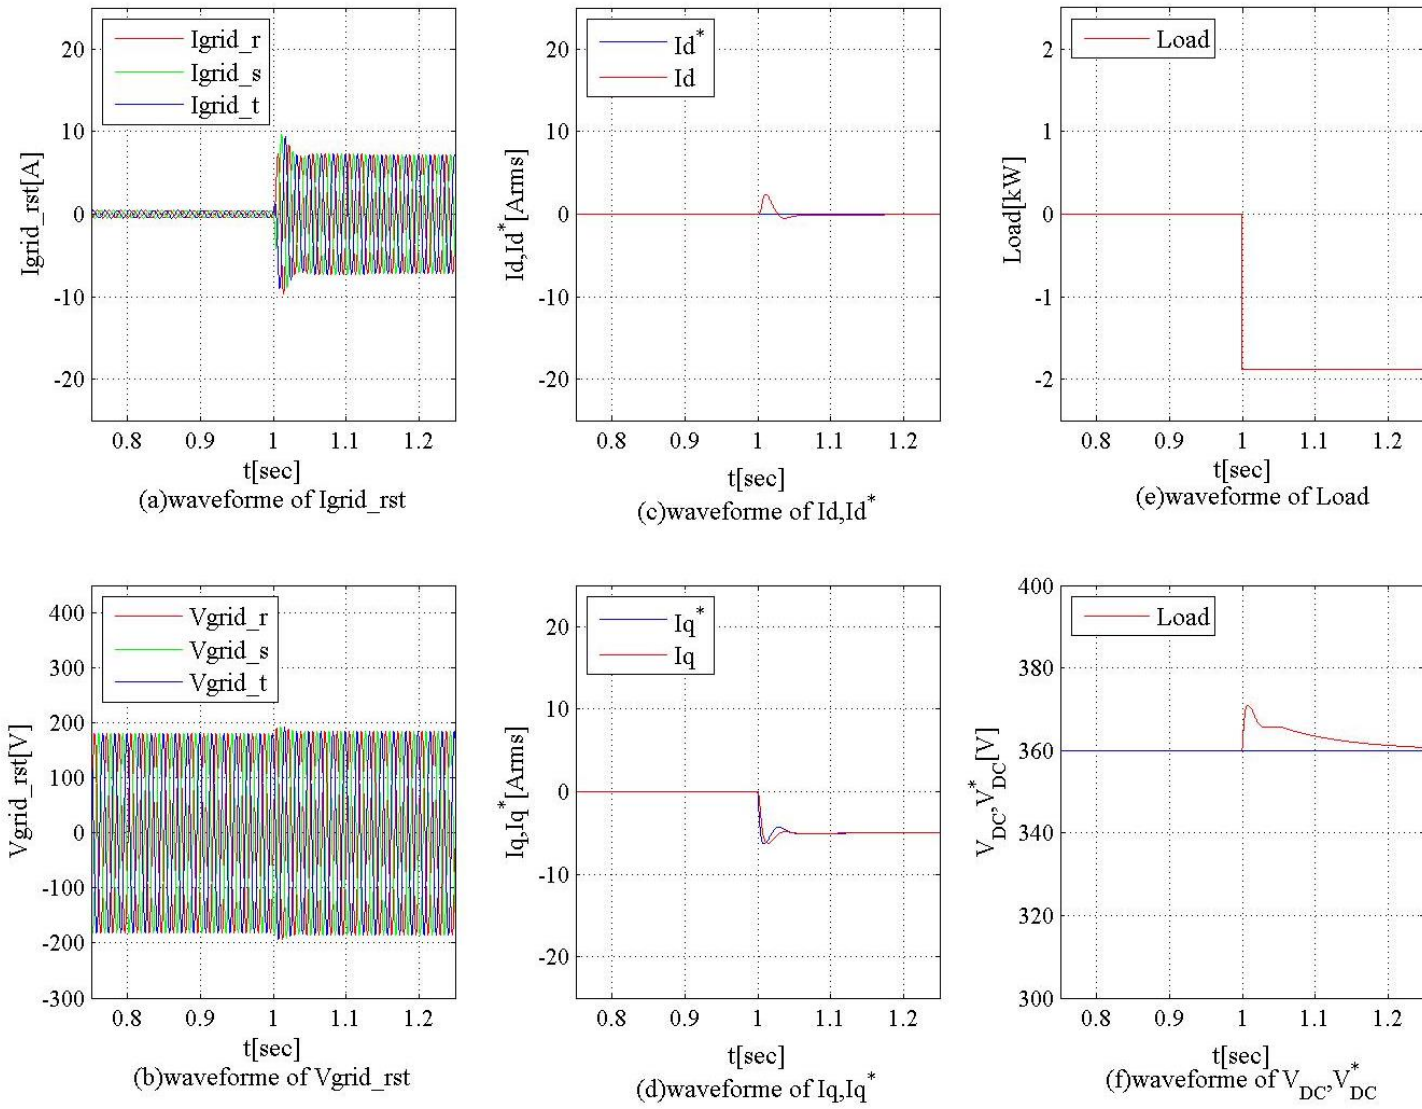 Igrid_r
Igrid_s
Igrid_t
Igrid_rst[A]
20
10
0
-10
-20
0.8 0.9 1 1.1 1.2
t[sec]
(a)waveforme of Igrid_rst
Id*
Id
Id,Id*[Arms]
20
10
0
-10
-20
0.8 0.9 1 1.1 1.2
t[sec]
(c)waveforme of Id,Id*
Load
Load[kW]
2
1
0
-1
-2
0.8 0.9 1 1.1 1.2
t[sec]
(e)waveforme of Load
Vgrid_r
Vgrid_s
Vgrid_t
Vgrid_rst[V]
400
300
200
100
0
-100
-200
-300
0.8 0.9 1 1.1 1.2
t[sec]
(b)waveforme of Vgrid_rst
Iq*
Iq
Iq,Iq*[Arms]
20
10
0
-10
-20
0.8 0.9 1 1.1 1.2
t[sec]
(d)waveforme of Iq,Iq*
Load
V_DC,V*_DC[V]
400
380
360
340
320
300
0.8 0.9 1 1.1 1.2
t[sec]
(f)waveforme of V_DC,V*_DC